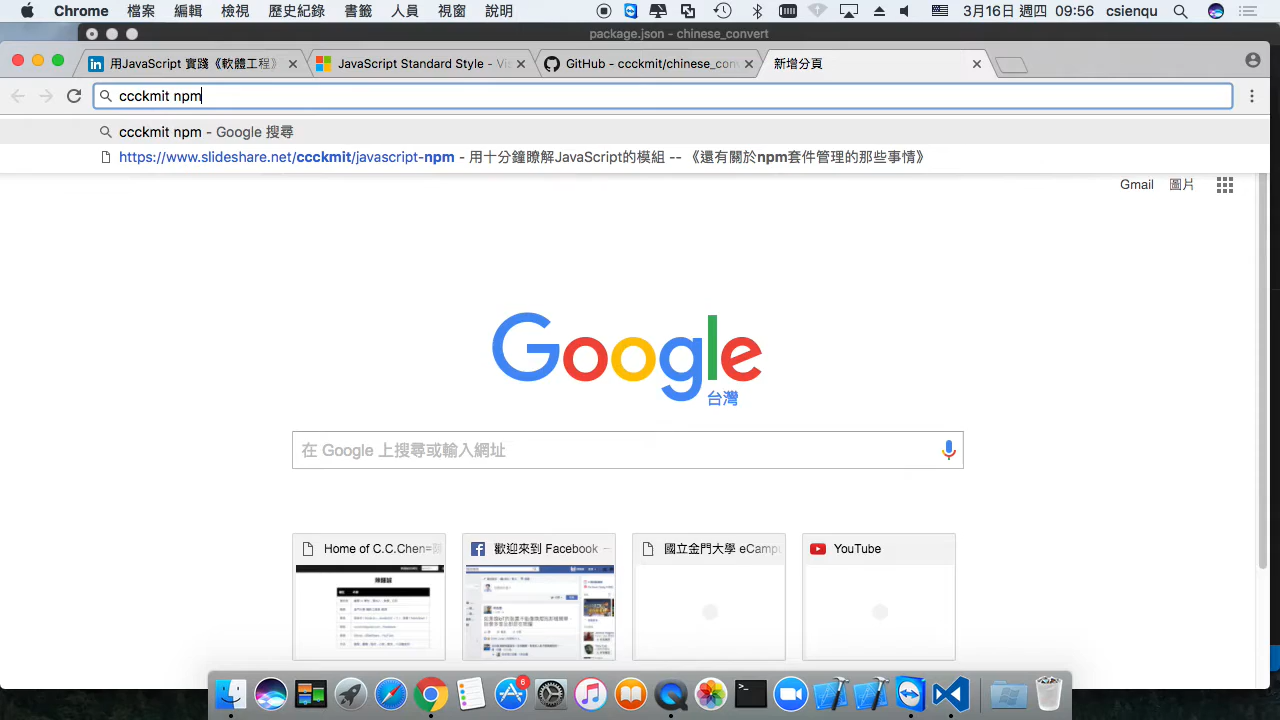 Chrome 檔案 編輯 檢視 歷史紀錄 書籤 人員 視窗 說明 3月16日 週四 09:56 csienqu
package.json - chinese_convert
用JavaScript 實踐《軟體工程》 JavaScript Standard Style - Vis GitHub - ccckmit/chinese_con 新增分頁
ccckmit npm
ccckmit npm - Google 搜尋
https://www.slideshare.net/ccckmit/javascript-npm - 用十分鐘瞭解JavaScript的模組 -- 《還有關於npm套件管理的那些事情》
Gmail 圖片
Google
台灣
在 Google 上搜尋或輸入網址
Home of C.C.Chen= 歡迎來到 Facebook — 國立金門大學 eCampu YouTube
6